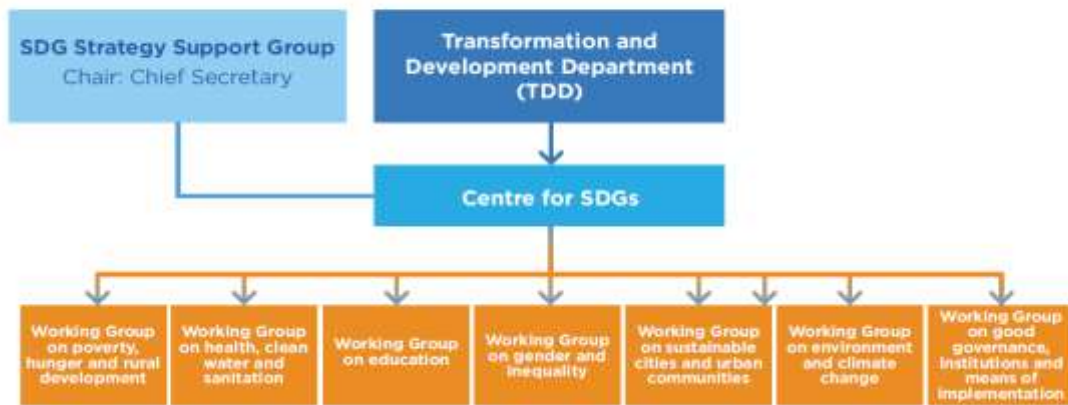 SDG Strategy Support Group
Chair: Chief Secretary
Transformation and
Development Department
(TDD)
Centre for SDGs
Working Group
on poverty,
hunger and rural
development
Working Group
on health, clean
water and
sanitation
Working Group
on education
Working Group
on gender and
inequality
Working Group
on sustainable
cities and urban
communities
Working Group
on environment
and climate
change
Working Group
on good
governance,
institutions and
means of
implementation